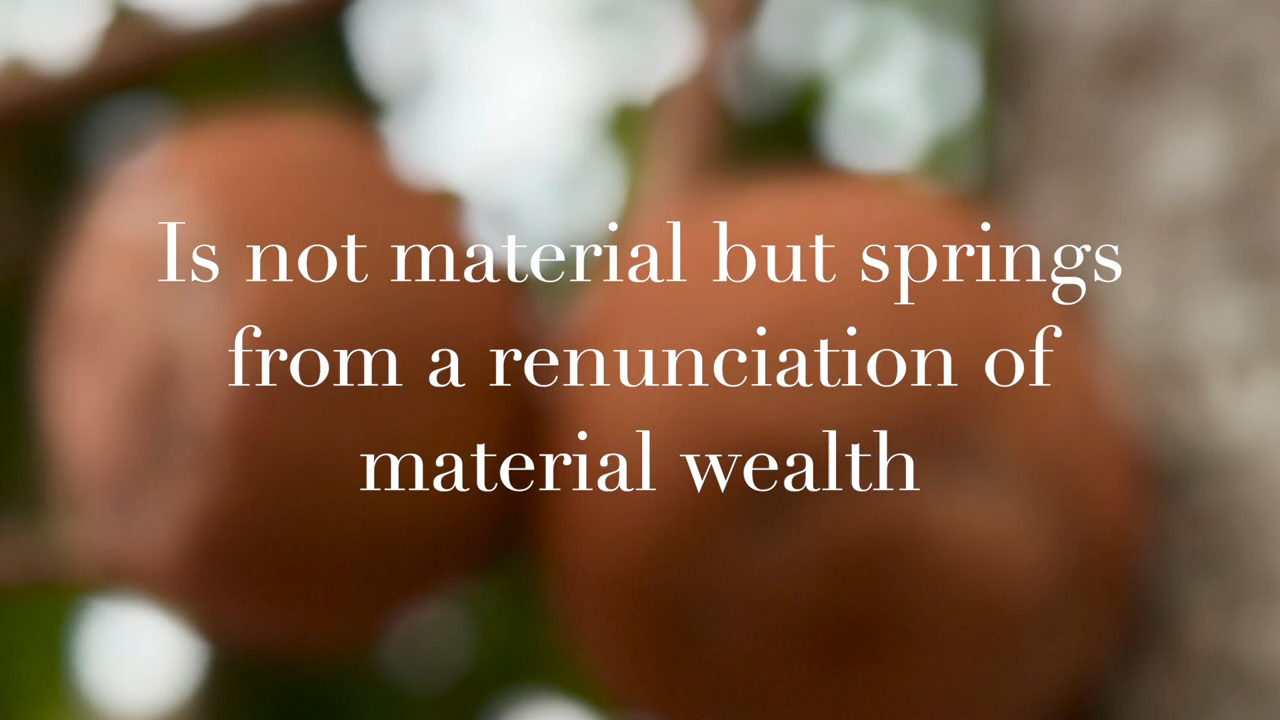 Is not material but springs
from a renunciation of
material wealth